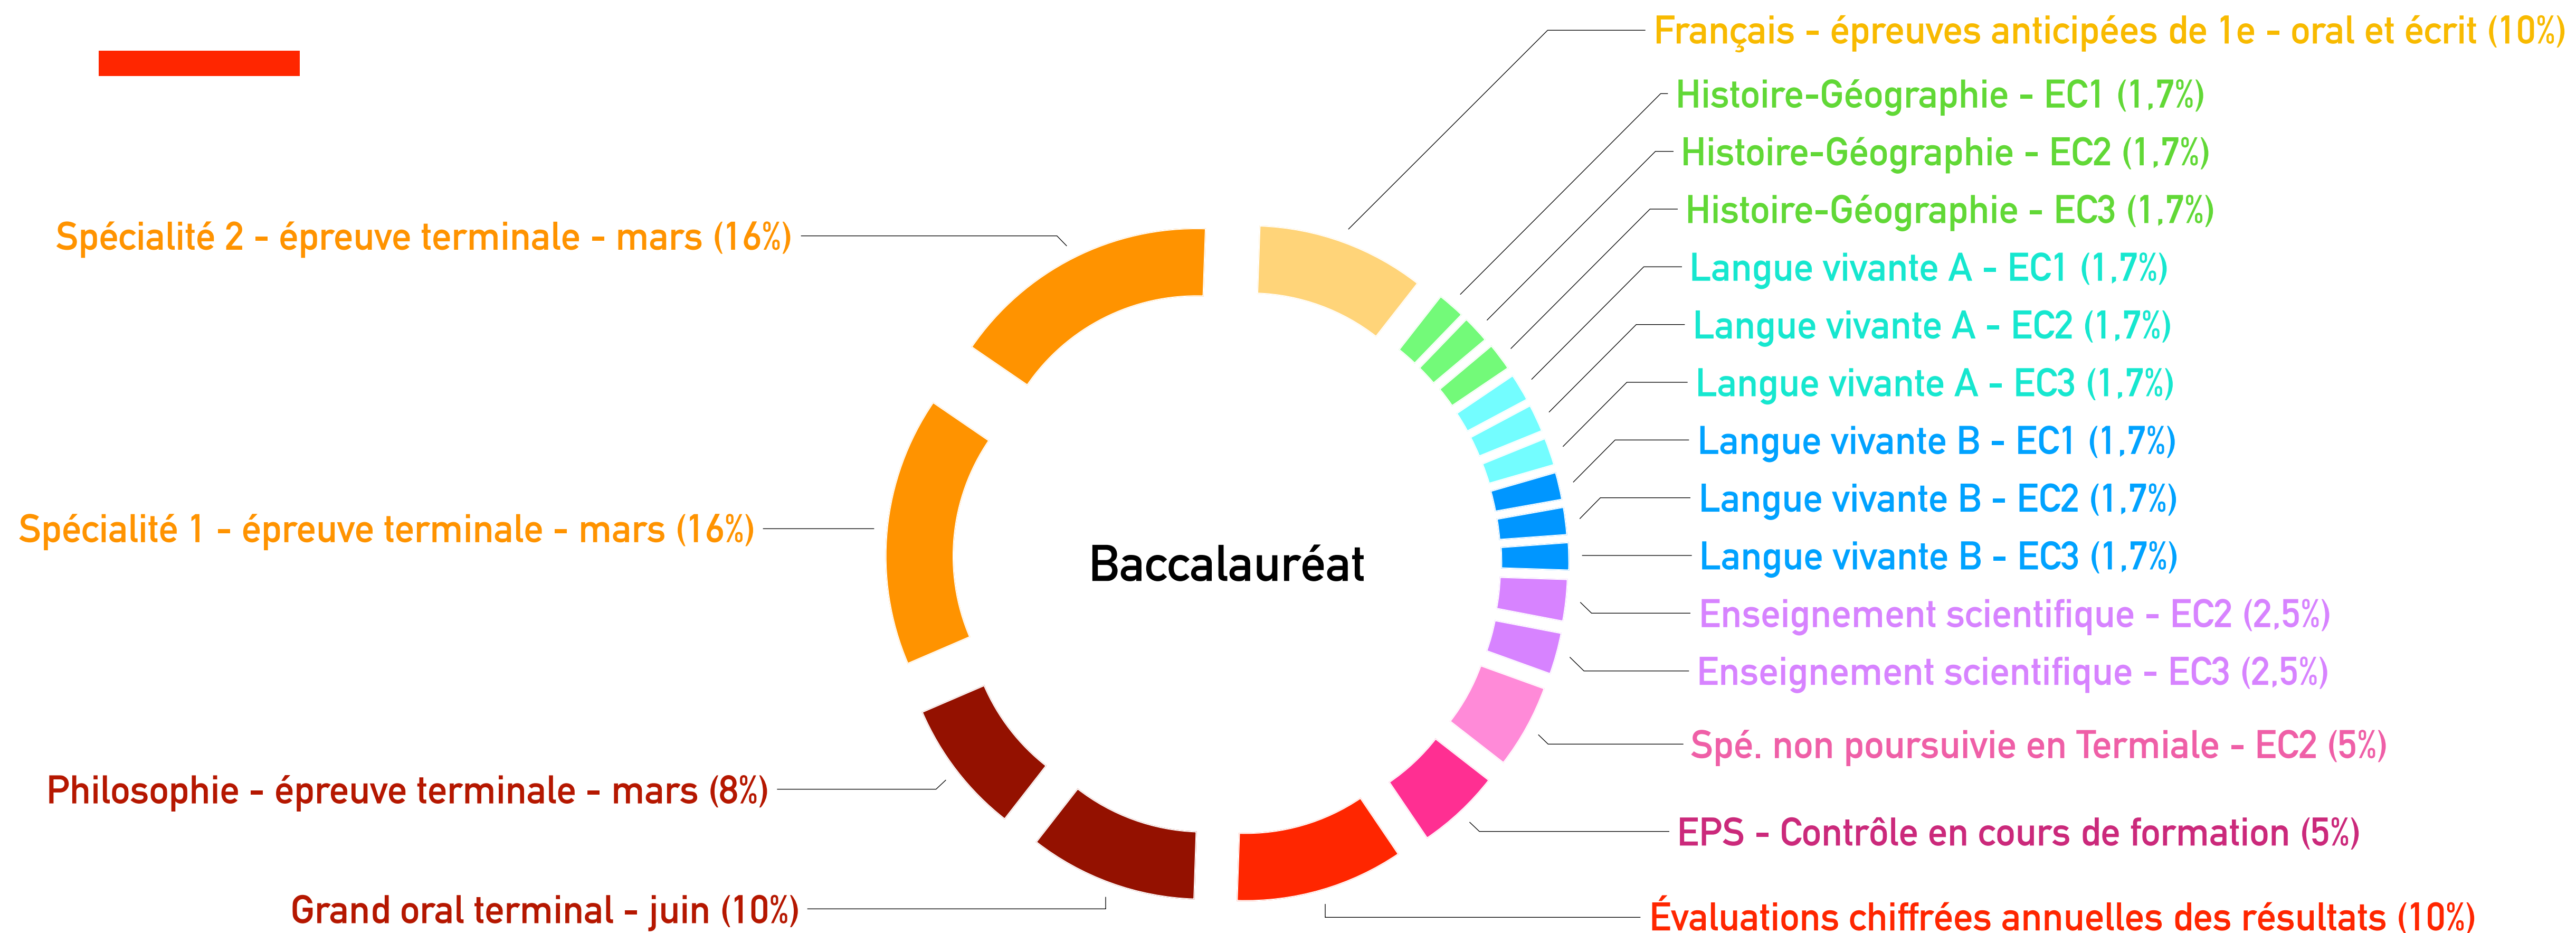 Français - épreuves anticipées de 1e - oral et écrit (10%)
Histoire-Géographie - EC1 (1,7%)
Histoire-Géographie - EC2 (1,7%)
Histoire-Géographie - EC3 (1,7%)
Langue vivante A - EC1 (1,7%)
Langue vivante A - EC2 (1,7%)
Langue vivante A - EC3 (1,7%)
Langue vivante B - EC1 (1,7%)
Langue vivante B - EC2 (1,7%)
Langue vivante B - EC3 (1,7%)
Enseignement scientifique - EC2 (2,5%)
Enseignement scientifique - EC3 (2,5%)
Spé. non poursuivie en Termiale - EC2 (5%)
EPS - Contrôle en cours de formation (5%)
Évaluations chiffrées annuelles des résultats (10%)
Spécialité 2 - épreuve terminale - mars (16%)
Spécialité 1 - épreuve terminale - mars (16%)
Philosophie - épreuve terminale - mars (8%)
Grand oral terminal - juin (10%)
Baccalauréat